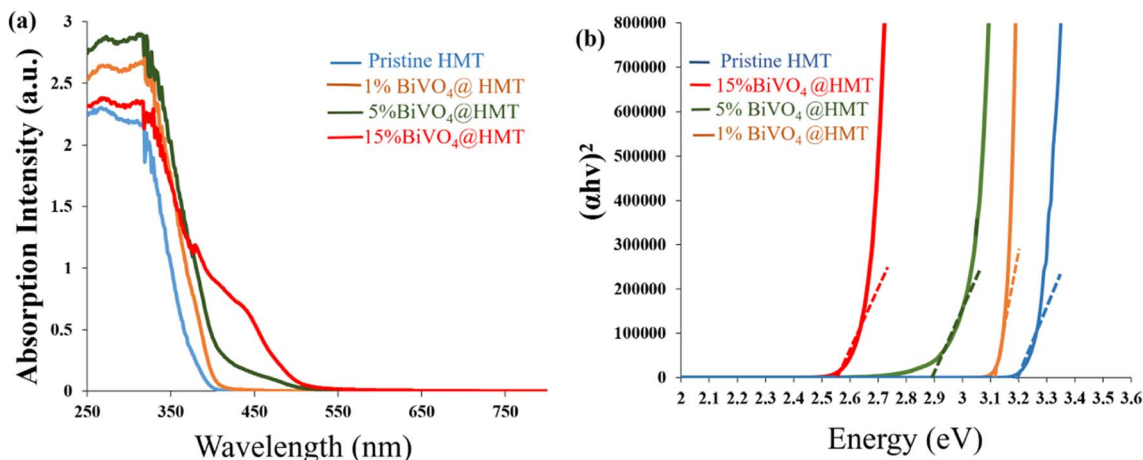 (a)
3
2.5
2
1.5
1
0.5
0
Absorption Intensity (a.u.)
Pristine HMT
1% BiVO₄@ HMT
5%BiVO₄@HMT
15%BiVO₄@HMT
250 350 450 550 650 750
Wavelength (nm)
(b)
800000
700000
600000
500000
400000
300000
200000
100000
0
(αhν)²
Pristine HMT
15%BiVO₄@HMT
5% BiVO₄@HMT
1% BiVO₄@HMT
2 2.1 2.2 2.3 2.4 2.5 2.6 2.7 2.8 2.9 3 3.1 3.2 3.3 3.4 3.5 3.6
Energy (eV)